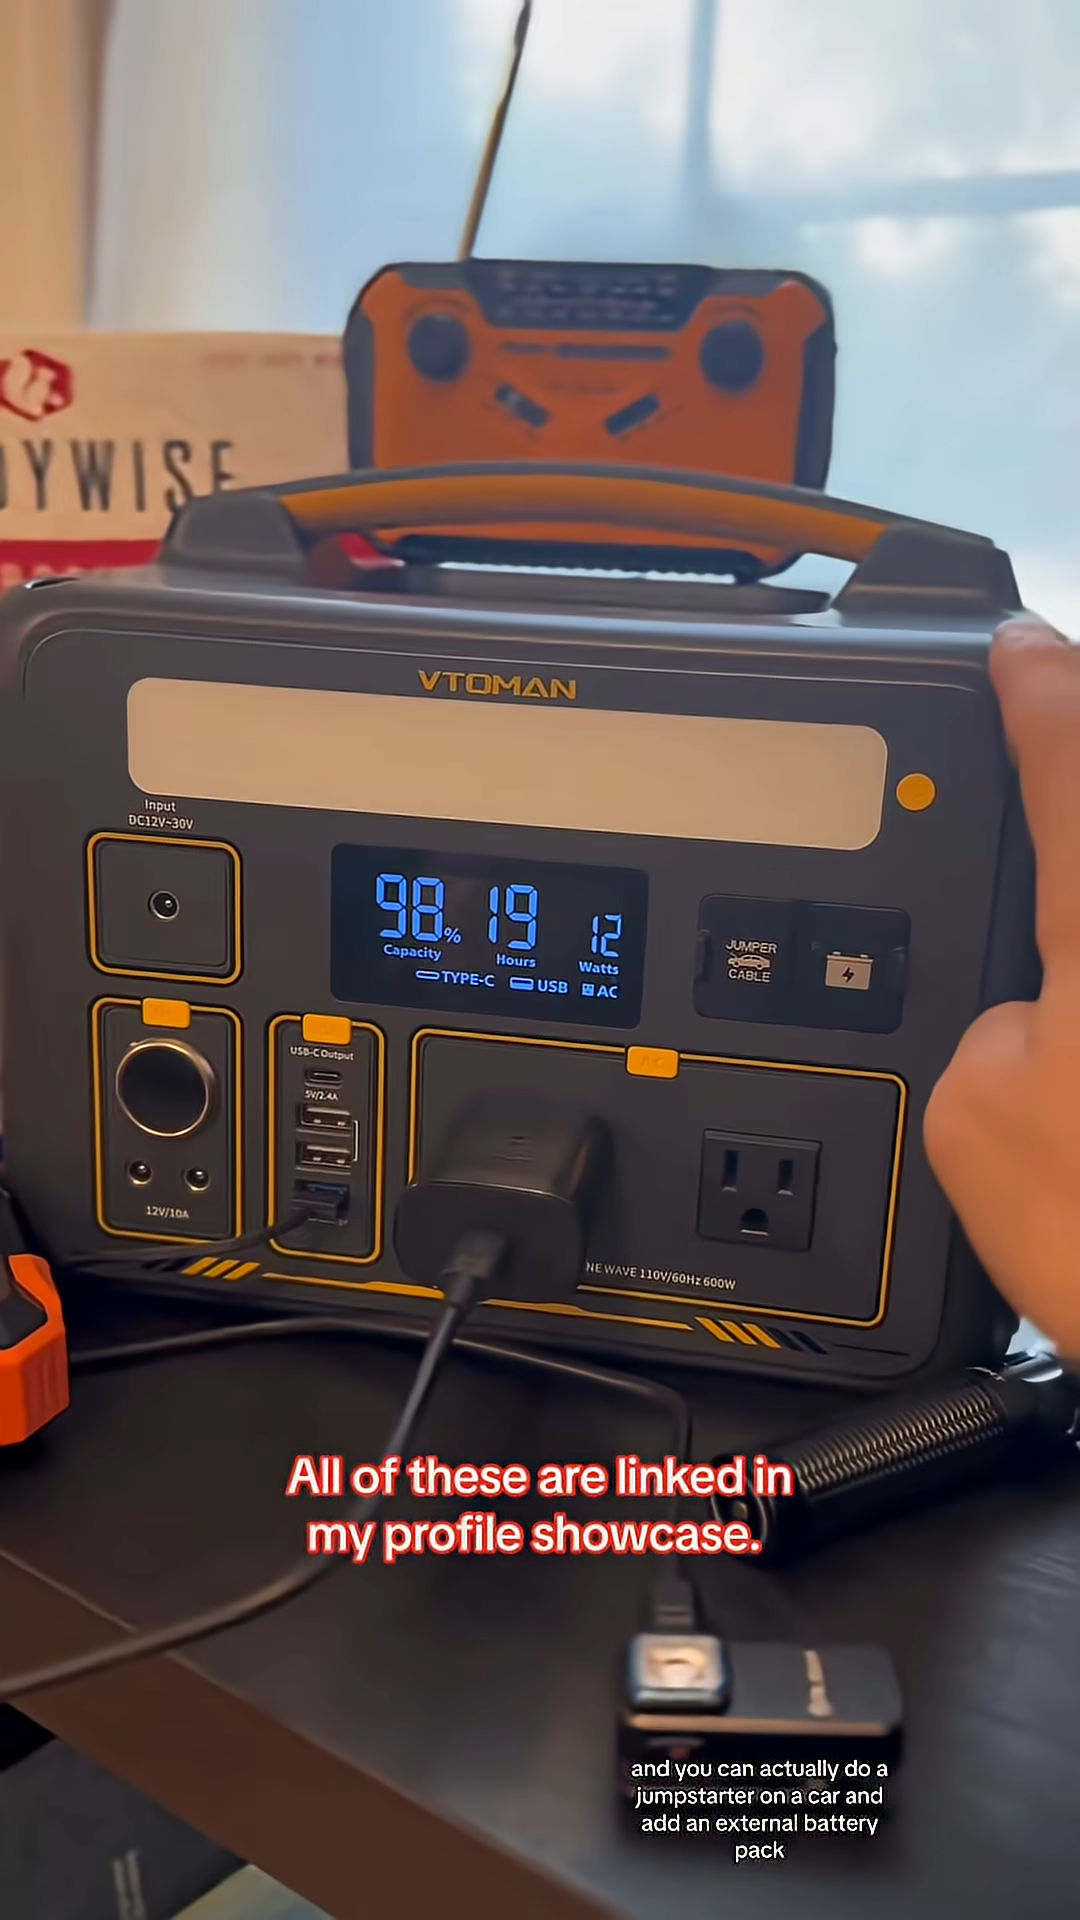 YWISE
VTOMAN
Input
DC12V~30V
98% 19 12
Capacity Hours Watts
TYPE-C USB AC
JUMPER
CABLE
USB-C Output
5V/2.4A
12V/10A
NE WAVE 110V/60Hz 600W
All of these are linked in
my profile showcase.
and you can actually do a
jumpstarter on a car and
add an external battery
pack